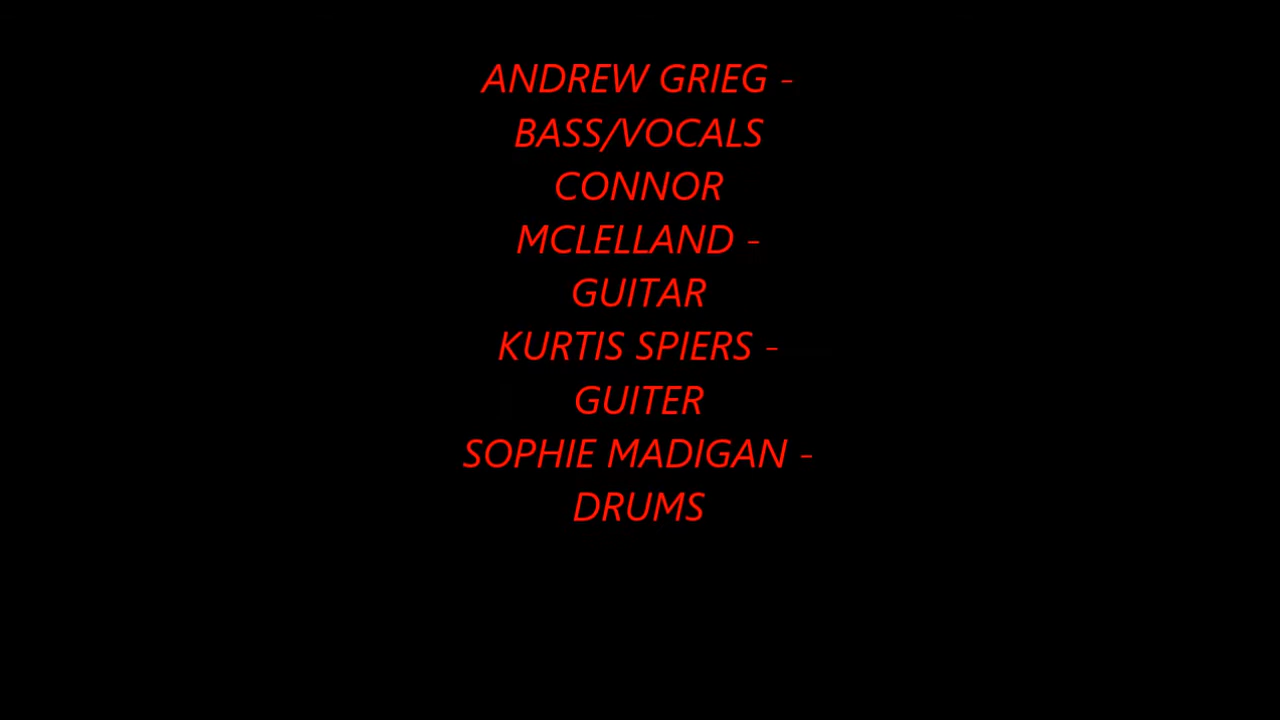 ANDREW GRIEG -
BASS/VOCALS
CONNOR
MCLELLAND -
GUITAR
KURTIS SPIERS -
GUITER
SOPHIE MADIGAN -
DRUMS